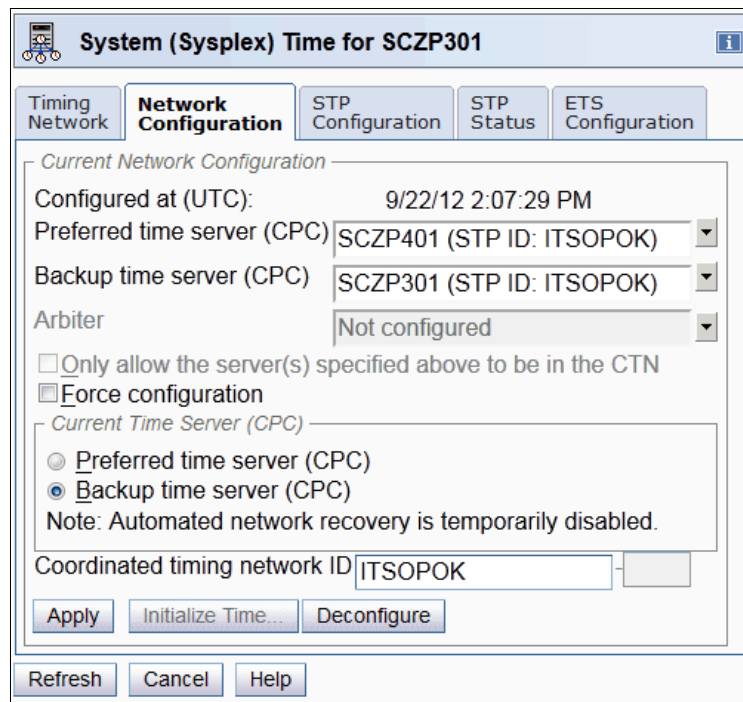 System (Sysplex) Time for SCZP301
i
Timing
Network
Network
Configuration
STP
Configuration
STP
Status
ETS
Configuration
Current Network Configuration
Configured at (UTC): 9/22/12 2:07:29 PM
Preferred time server (CPC) SCZP401 (STP ID: ITSOPOK)
Backup time server (CPC) SCZP301 (STP ID: ITSOPOK)
Arbiter Not configured
Only allow the server(s) specified above to be in the CTN
Force configuration
Current Time Server (CPC)
Preferred time server (CPC)
Backup time server (CPC)
Note: Automated network recovery is temporarily disabled.
Coordinated timing network ID ITSOPOK -
Apply Initialize Time... Deconfigure
Refresh Cancel Help